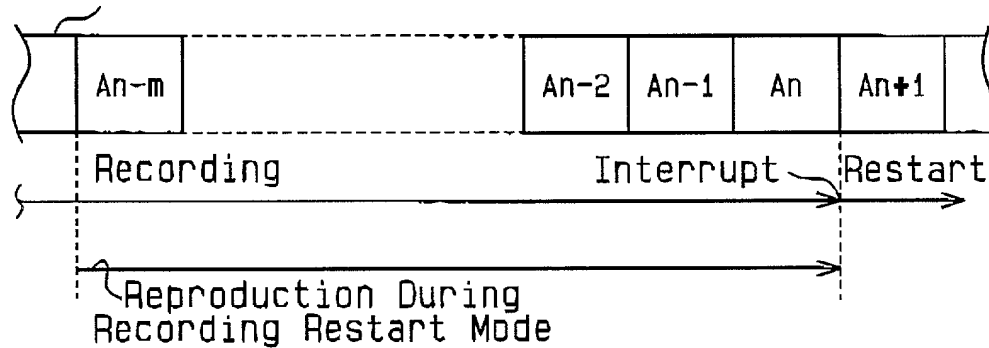 An-m An-2 An-1 An An+1
Recording Interrupt Restart
Reproduction During
Recording Restart Mode